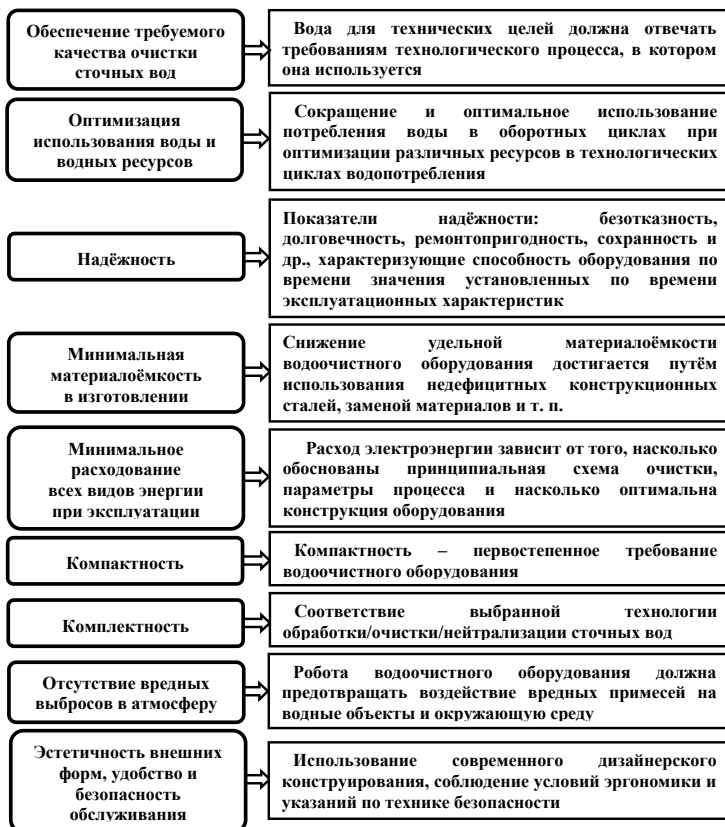 Обеспечение требуемого
качества очистки
сточных вод
Вода для технических целей должна отвечать
требованиям технологического процесса, в котором
она используется
Оптимизация
использования воды и
водных ресурсов
Сокращение и оптимальное использование
потребления воды в оборотных циклах при
оптимизации различных ресурсов в технологических
циклах водопотребления
Надёжность
Показатели надёжности: безотказность,
долговечность, ремонтопригодность, сохранность и
др., характеризующие способность оборудования по
времени значения установленных по времени
эксплуатационных характеристик
Минимальная
материалоёмкость
в изготовлении
Снижение удельной материалоёмкости
водоочистного оборудования достигается путём
использования недефицитных конструкционных
сталей, заменой материалов и т. п.
Минимальное
расходование
всех видов энергии
при эксплуатации
Расход электроэнергии зависит от того, насколько
обоснованы принципиальная схема очистки,
параметры процесса и насколько оптимальна
конструкция оборудования
Компактность
Компактность – первостепенное требование
водоочистного оборудования
Комплектность
Соответствие выбранной технологии
обработки/очистки/нейтрализации сточных вод
Отсутствие вредных
выбросов в атмосферу
Робота водоочистного оборудования должна
предотвращать воздействие вредных примесей на
водные объекты и окружающую среду
Эстетичность внешних
форм, удобство и
безопасность
обслуживания
Использование современного дизайнерского
конструирования, соблюдение условий эргономики и
указаний по технике безопасности